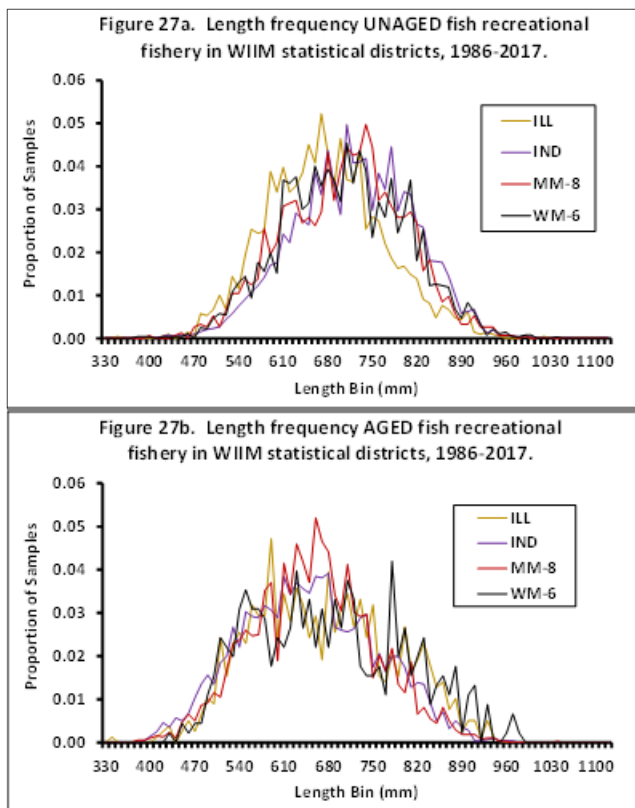 Figure 27a. Length frequency UNAGED fish recreational
fishery in WIIM statistical districts, 1986-2017.
0.06
0.05
0.04
0.03
0.02
0.01
0.00
Proportion of Samples
ILL
IND
MM-8
WM-6
330 400 470 540 610 680 750 820 890 960 1030 1100
Length Bin (mm)
Figure 27b. Length frequency AGED fish recreational
fishery in WIIM statistical districts, 1986-2017.
0.06
0.05
0.04
0.03
0.02
0.01
0.00
Proportion of Samples
ILL
IND
MM-8
WM-6
330 400 470 540 610 680 750 820 890 960 1030 1100
Length Bin (mm)